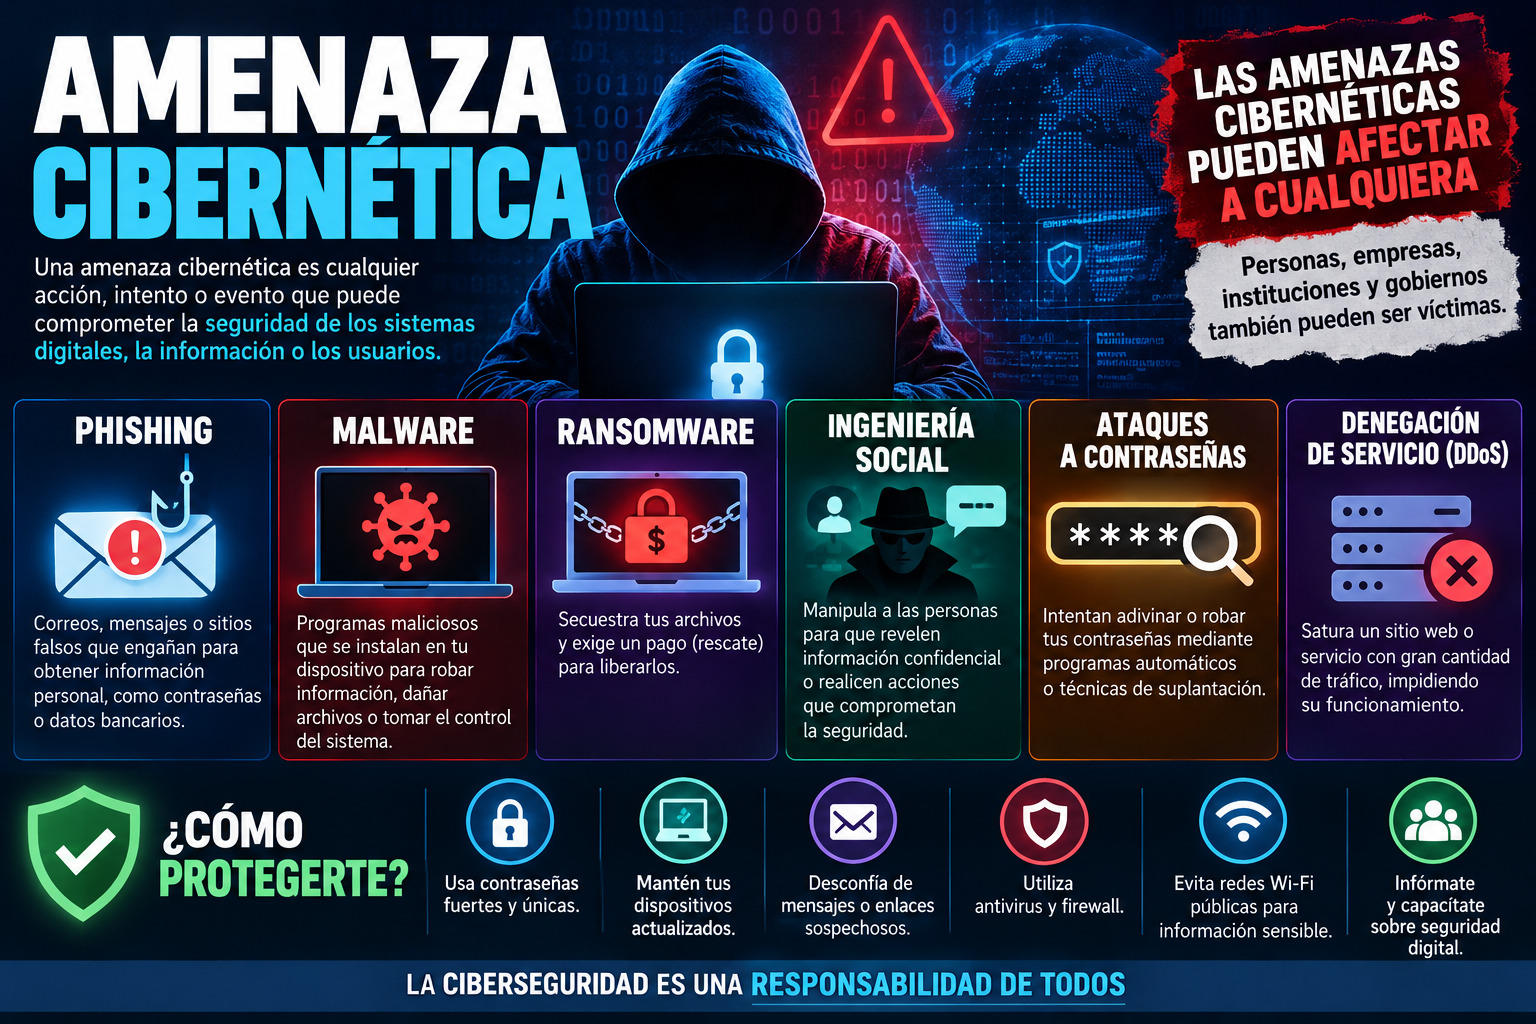 AMENAZA
CIBERNÉTICA
Una amenaza cibernética es cualquier
acción, intento o evento que puede
comprometer la seguridad de los sistemas
digitales, la información o los usuarios.
LAS AMENAZAS
CIBERNÉTICAS
PUEDEN AFECTAR
A CUALQUIERA
Personas, empresas,
instituciones y gobiernos
también pueden ser víctimas.
PHISHING
Correos, mensajes o sitios
falsos que engañan para
obtener información
personal, como contraseñas
o datos bancarios.
MALWARE
Programas maliciosos
que se instalan en tu
dispositivo para robar
información, dañar
archivos o tomar el control
del sistema.
RANSOMWARE
$
Secuestra tus archivos
y exige un pago (rescate)
para liberarlos.
INGENIERÍA
SOCIAL
Manipula a las personas
para que revelen
información confidencial
o realicen acciones
que comprometan
la seguridad.
ATAQUES
A CONTRASEÑAS
****
Intentan adivinar o robar
tus contraseñas mediante
programas automáticos
o técnicas de suplantación.
DENEGACIÓN
DE SERVICIO (DDoS)
Satura un sitio web o
servicio con gran cantidad
de tráfico, impidiendo
su funcionamiento.
¿CÓMO
PROTEGERTE?
Usa contraseñas
fuertes y únicas.
Mantén tus
dispositivos
actualizados.
Desconfía de
mensajes o enlaces
sospechosos.
Utiliza
antivirus y firewall.
Evita redes Wi-Fi
públicas para
información sensible.
Infórmate
y capacítate
sobre seguridad
digital.
LA CIBERSEGURIDAD ES UNA RESPONSABILIDAD DE TODOS